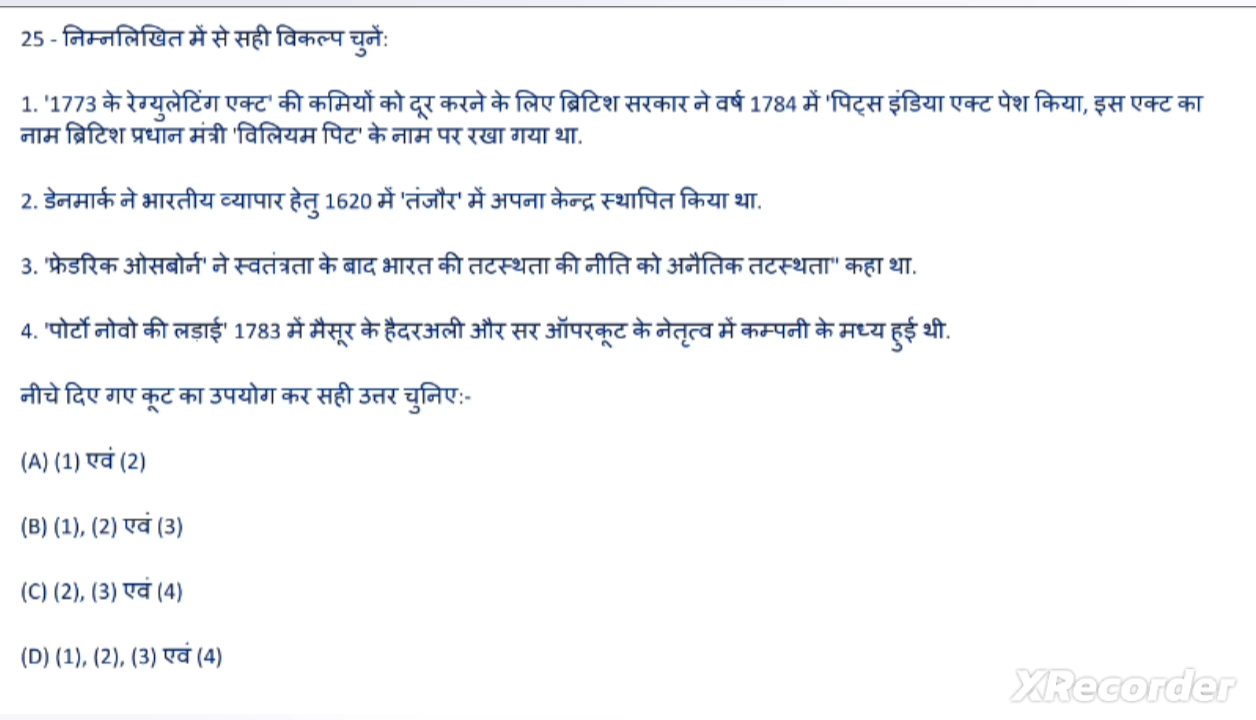 25 - निम्नलिखित में से सही विकल्प चुनें:
1. '1773 के रेग्युलेटिंग एक्ट' की कमियों को दूर करने के लिए ब्रिटिश सरकार ने वर्ष 1784 में 'पिट्स इंडिया एक्ट पेश किया, इस एक्ट का
नाम ब्रिटिश प्रधान मंत्री 'विलियम पिट' के नाम पर रखा गया था.
2. डेनमार्क ने भारतीय व्यापार हेतु 1620 में 'तंजौर' में अपना केन्द्र स्थापित किया था.
3. 'फ्रेडरिक ओसबोर्न' ने स्वतंत्रता के बाद भारत की तटस्थता की नीति को अनैतिक तटस्थता" कहा था.
4. 'पोर्टो नोवो की लड़ाई' 1783 में मैसूर के हैदरअली और सर ऑपरकूट के नेतृत्व में कम्पनी के मध्य हुई थी.
नीचे दिए गए कूट का उपयोग कर सही उत्तर चुनिए:-
(A) (1) एवं (2)
(B) (1), (2) एवं (3)
(C) (2), (3) एवं (4)
(D) (1), (2), (3) एवं (4)
XRecorder